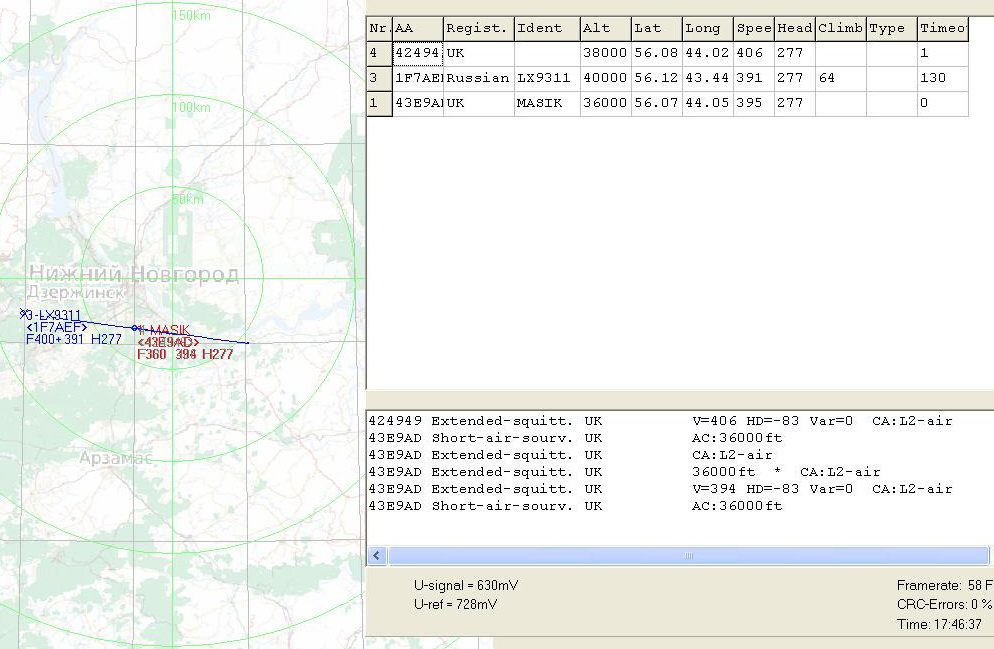 150km
100km
50km
Нижний Новгород
Дзержинск
3-LX9311
<1F7AEF>
F400+ 391 H277
1-MASIK
<43E9AD>
F360 394 H277
Арзамас
Nr. AA Regist. Ident Alt Lat Long Spee Head Climb Type Timeo
4 42494 UK 38000 56.08 44.02 406 277 1
3 1F7AE Russian LX9311 40000 56.12 43.44 391 277 64 130
1 43E9A UK MASIK 36000 56.07 44.05 395 277 0
424949 Extended-squitt. UK V=406 HD=-83 Var=0 CA:L2-air
43E9AD Short-air-sourv. UK AC:36000ft
43E9AD Extended-squitt. UK CA:L2-air
43E9AD Extended-squitt. UK 36000ft * CA:L2-air
43E9AD Extended-squitt. UK V=394 HD=-83 Var=0 CA:L2-air
43E9AD Short-air-sourv. UK AC:36000ft
U-signal = 630mV
U-ref = 728mV
Framerate: 58 F
CRC-Errors: 0 %
Time: 17:46:37